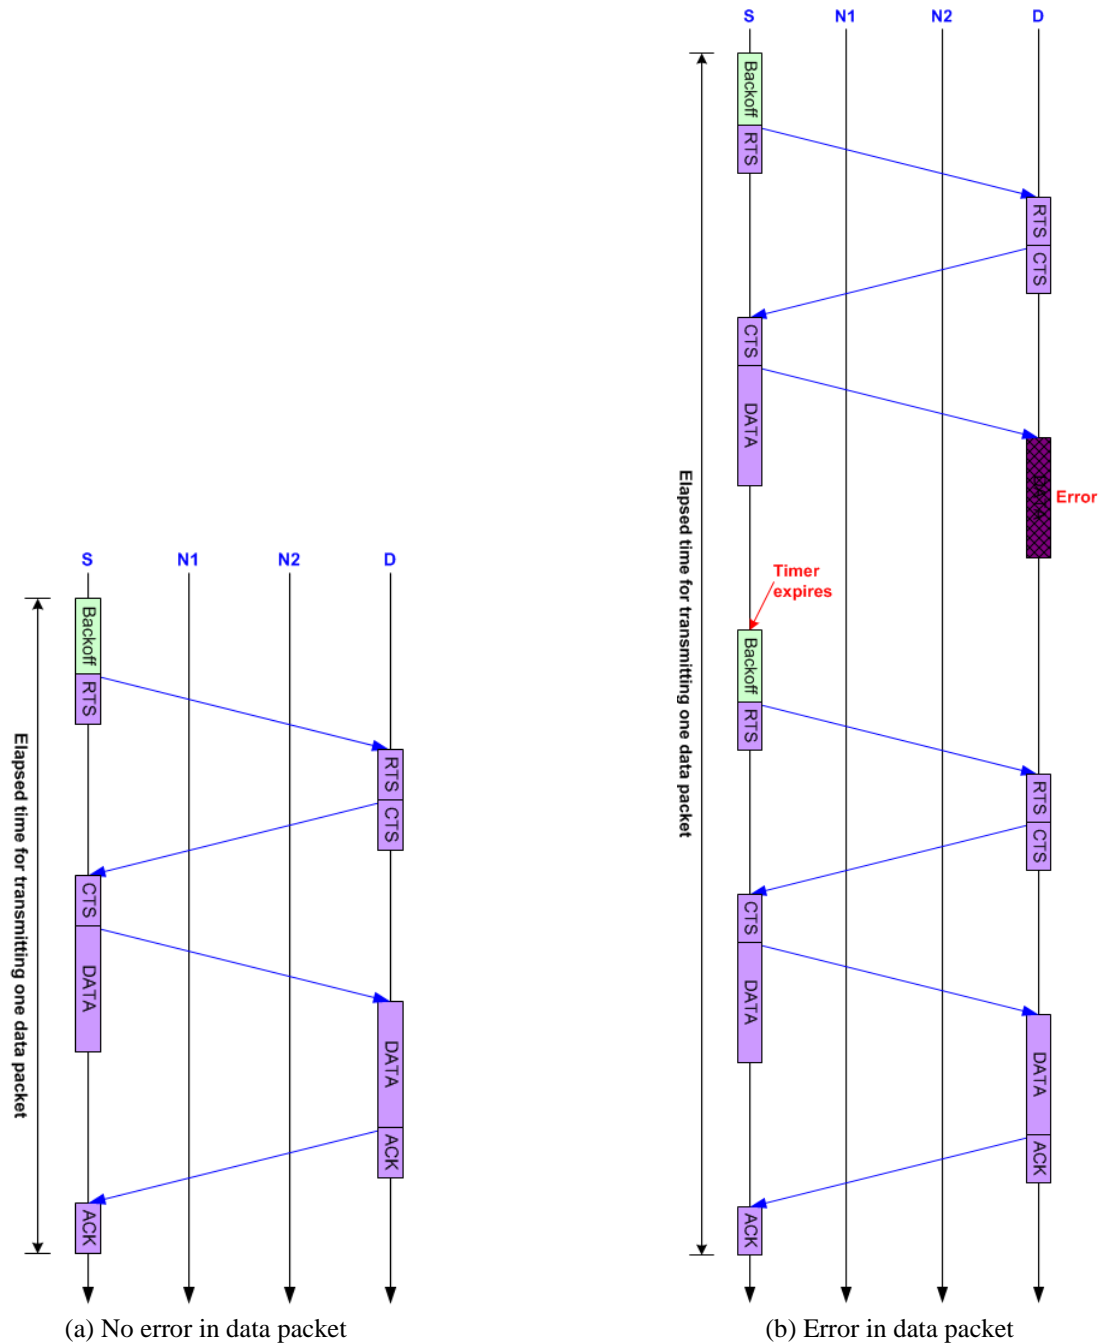 S N1 N2 D
Elapsed time for transmitting one data packet
Backoff
RTS
RTS
CTS
CTS
DATA
DATA
ACK
ACK
(a) No error in data packet
S N1 N2 D
Elapsed time for transmitting one data packet
Backoff
RTS
RTS
CTS
CTS
DATA
Error
Timer
expires
Backoff
RTS
RTS
CTS
CTS
DATA
DATA
ACK
ACK
(b) Error in data packet